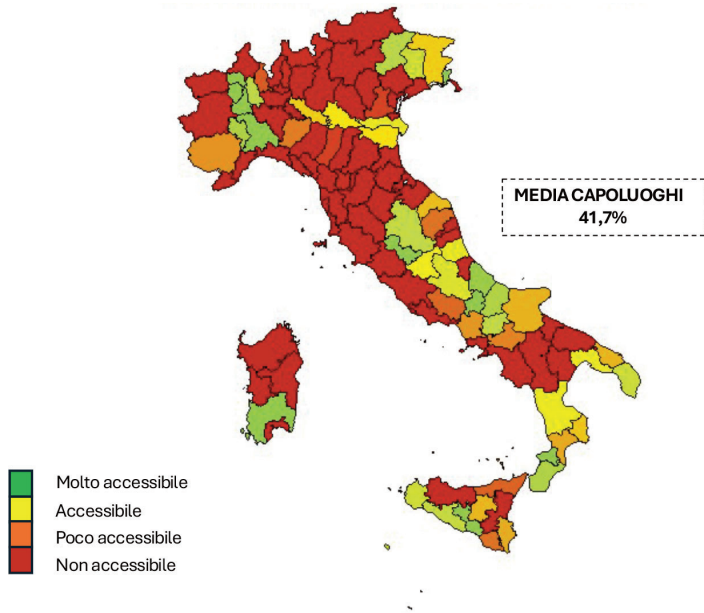 MEDIA CAPOLUOGHI
41,7%
Molto accessibile
Accessibile
Poco accessibile
Non accessibile